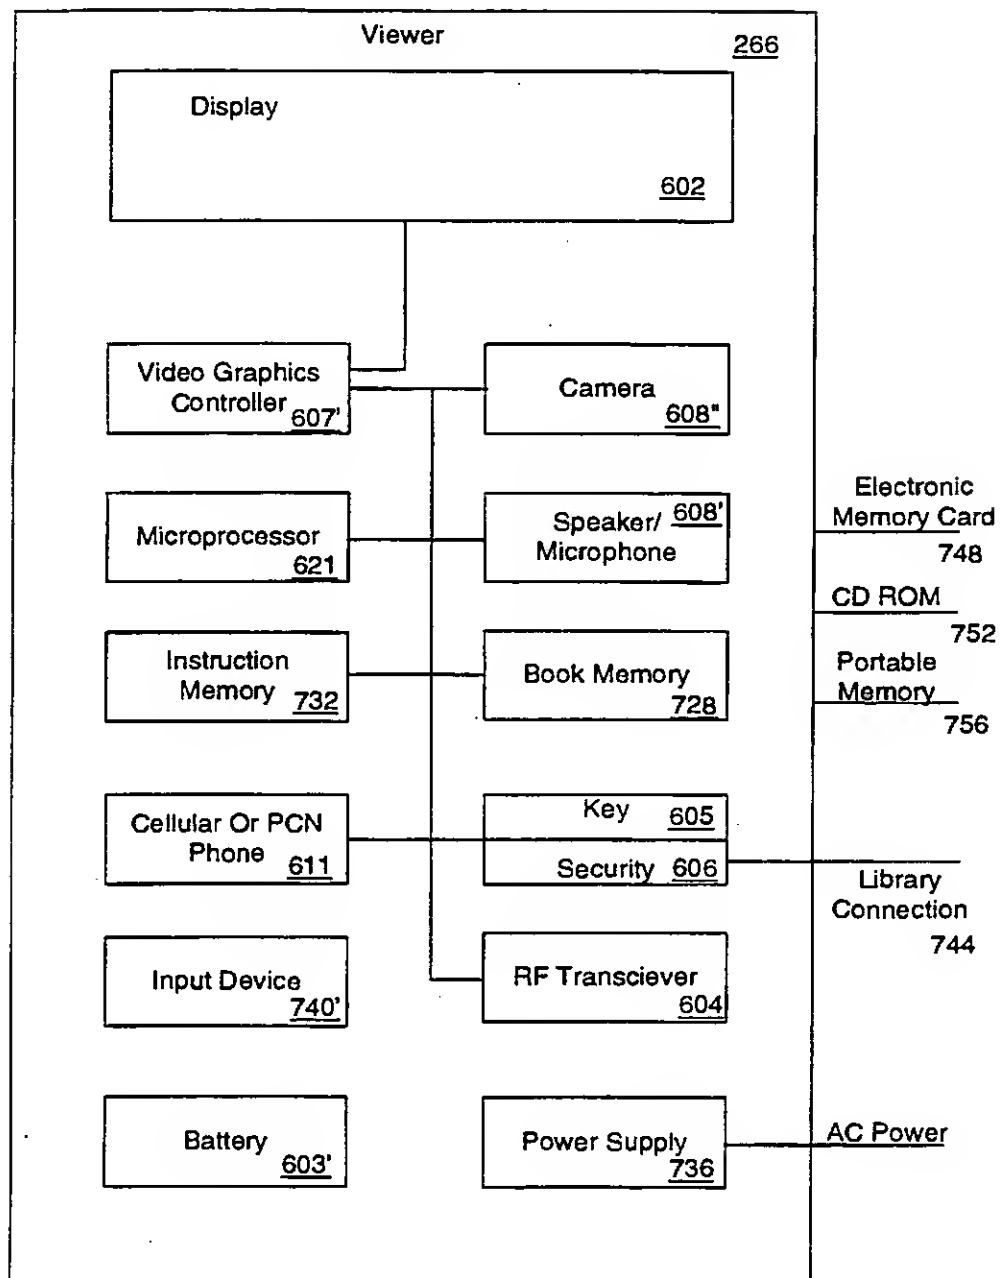 Viewer
266
Display
602
Video Graphics
Controller
607'
Camera
608"
Microprocessor
621
Speaker/
Microphone
608'
Electronic
Memory Card
748
CD ROM
752
Portable
Memory
756
Instruction
Memory
732
Book Memory
728
Cellular Or PCN
Phone
611
Key
605
Security
606
Library
Connection
744
Input Device
740'
RF Transciever
604
Battery
603'
Power Supply
736
AC Power